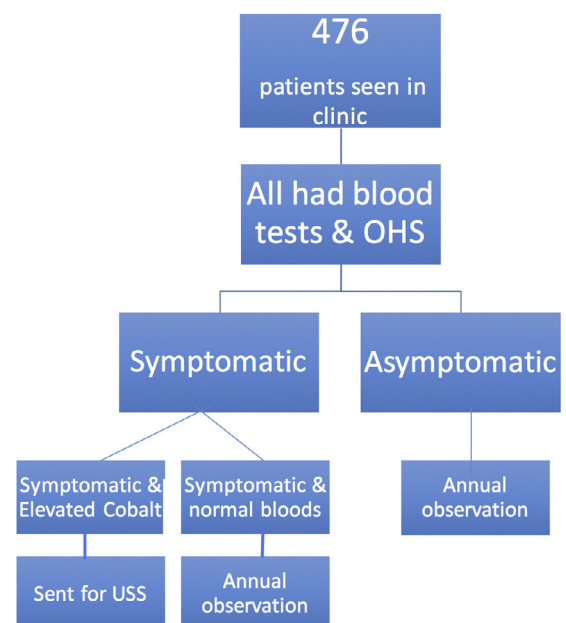 476
patients seen in
clinic
All had blood
tests & OHS
Symptomatic
Asymptomatic
Symptomatic &
Elevated Cobalt
Symptomatic &
normal bloods
Annual
observation
Sent for USS
Annual
observation